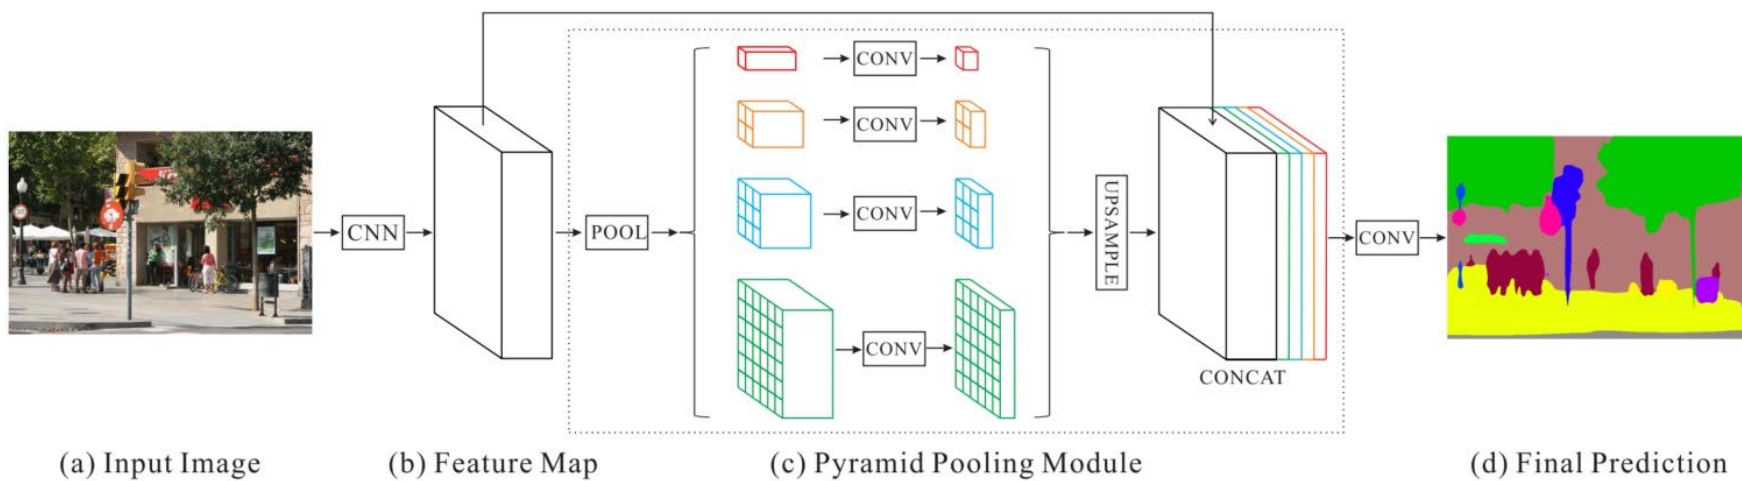 CONV
CONV
CONV
CONV
CNN
POOL
UPSAMPLE
CONCAT
CONV
(a) Input Image
(b) Feature Map
(c) Pyramid Pooling Module
(d) Final Prediction